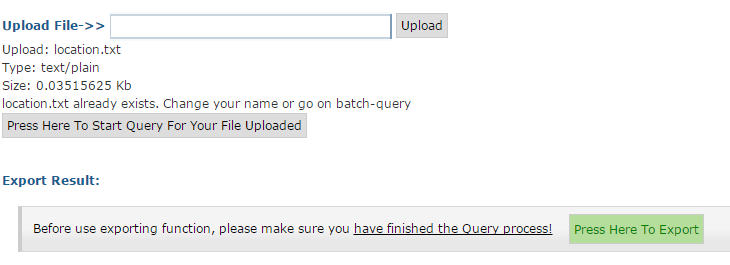 Upload File->> Upload
Upload: location.txt
Type: text/plain
Size: 0.03515625 Kb
location.txt already exists. Change your name or go on batch-query
Press Here To Start Query For Your File Uploaded
Export Result:
Before use exporting function, please make sure you have finished the Query process! Press Here To Export